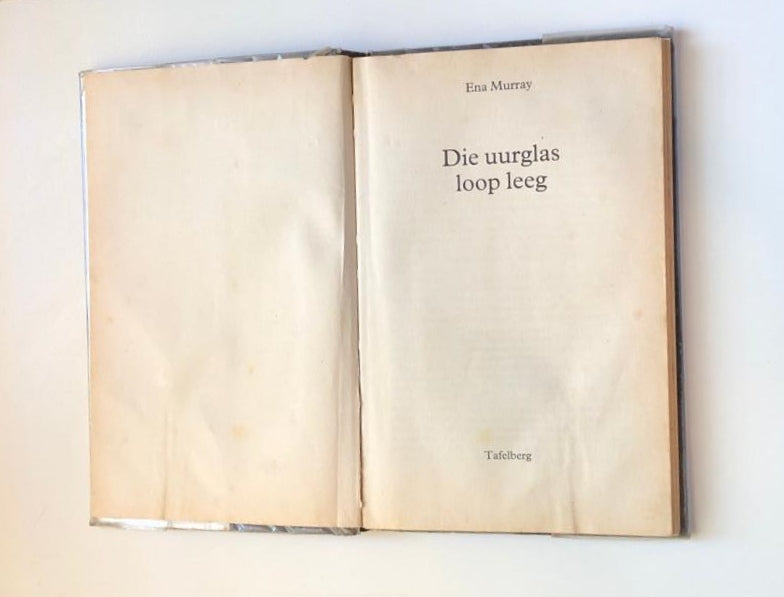 Ena Murray
Die uurglas
loop leeg
Tafelberg